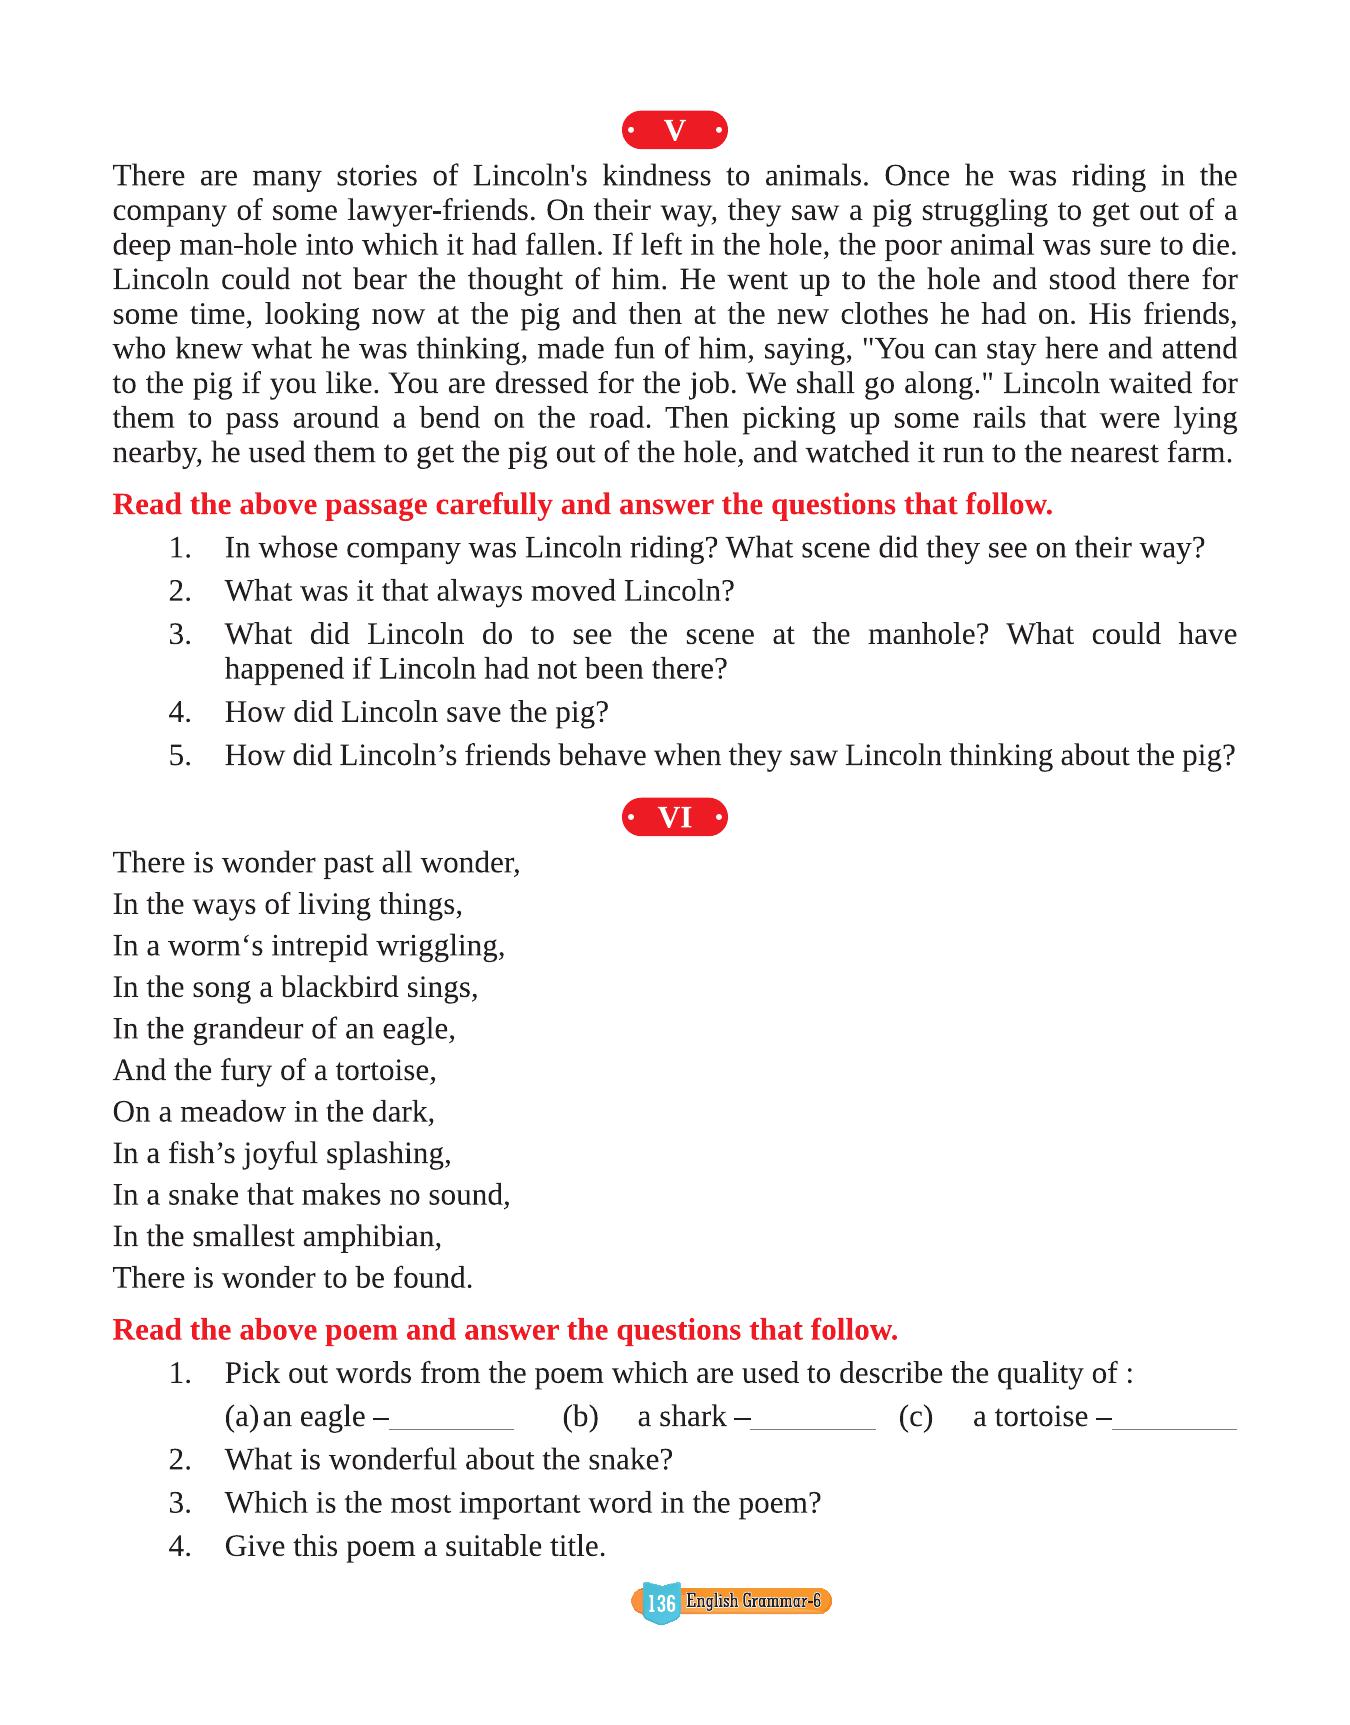 V
There are many stories of Lincoln's kindness to animals. Once he was riding in the
company of some lawyer-friends. On their way, they saw a pig struggling to get out of a
deep man-hole into which it had fallen. If left in the hole, the poor animal was sure to die.
Lincoln could not bear the thought of him. He went up to the hole and stood there for
some time, looking now at the pig and then at the new clothes he had on. His friends,
who knew what he was thinking, made fun of him, saying, "You can stay here and attend
to the pig if you like. You are dressed for the job. We shall go along." Lincoln waited for
them to pass around a bend on the road. Then picking up some rails that were lying
nearby, he used them to get the pig out of the hole, and watched it run to the nearest farm.
Read the above passage carefully and answer the questions that follow.
1. In whose company was Lincoln riding? What scene did they see on their way?
2. What was it that always moved Lincoln?
3. What did Lincoln do to see the scene at the manhole? What could have
happened if Lincoln had not been there?
4. How did Lincoln save the pig?
5. How did Lincoln’s friends behave when they saw Lincoln thinking about the pig?
VI
There is wonder past all wonder,
In the ways of living things,
In a worm‘s intrepid wriggling,
In the song a blackbird sings,
In the grandeur of an eagle,
And the fury of a tortoise,
On a meadow in the dark,
In a fish’s joyful splashing,
In a snake that makes no sound,
In the smallest amphibian,
There is wonder to be found.
Read the above poem and answer the questions that follow.
1. Pick out words from the poem which are used to describe the quality of :
(a) an eagle –________ (b) a shark –________ (c) a tortoise –________
2. What is wonderful about the snake?
3. Which is the most important word in the poem?
4. Give this poem a suitable title.
136 English Grammar-6